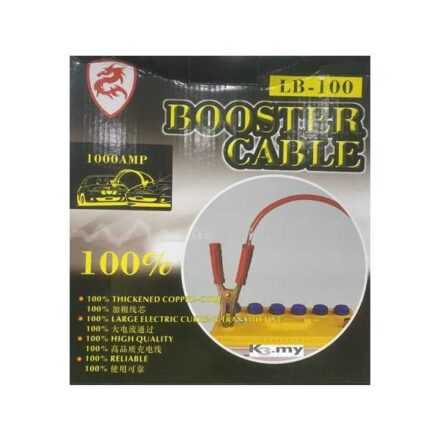 LB-100
BOOSTER
CABLE
1000AMP
100%
100% THICKENED COPPER
100% 加粗线芯
100% LARGE ELECTRIC
100% 大电流通过
100% HIGH QUALITY
100% 高品质充电线
100% RELIABLE
100% 使用可靠
K3.my